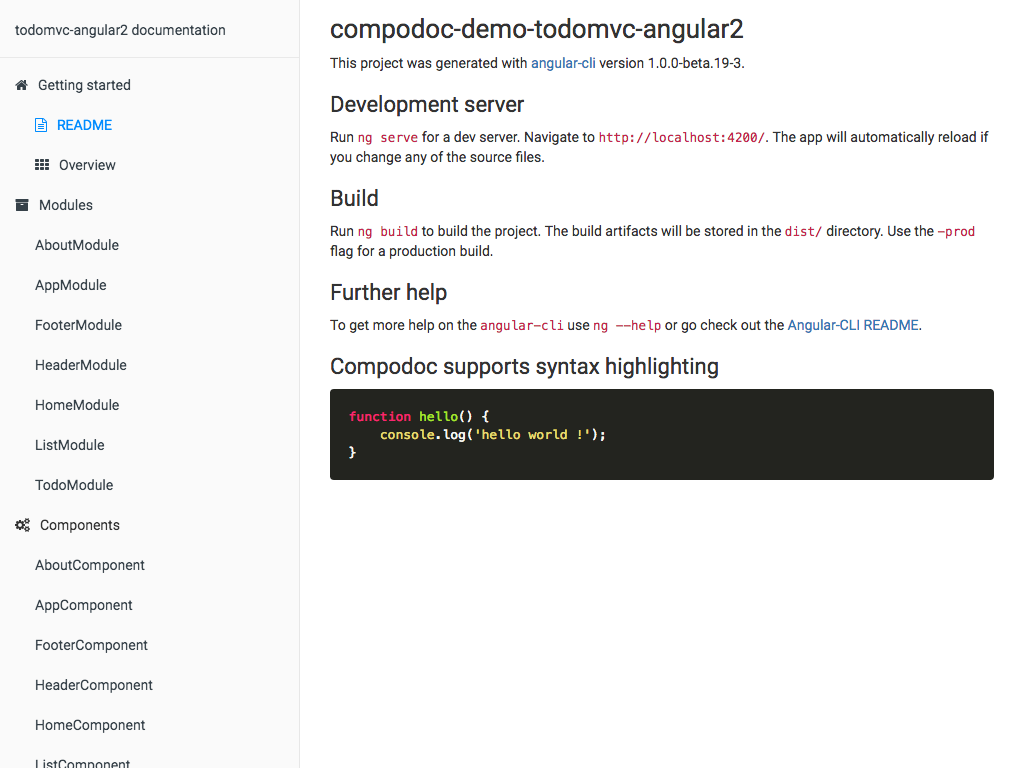 todomvc-angular2 documentation
Getting started
README
Overview
Modules
AboutModule
AppModule
FooterModule
HeaderModule
HomeModule
ListModule
TodoModule
Components
AboutComponent
AppComponent
FooterComponent
HeaderComponent
HomeComponent
ListComponent
compodoc-demo-todomvc-angular2
This project was generated with angular-cli version 1.0.0-beta.19-3.
Development server
Run ng serve for a dev server. Navigate to http://localhost:4200/. The app will automatically reload if
you change any of the source files.
Build
Run ng build to build the project. The build artifacts will be stored in the dist/ directory. Use the -prod
flag for a production build.
Further help
To get more help on the angular-cli use ng --help or go check out the Angular-CLI README.
Compodoc supports syntax highlighting
function hello() {
    console.log('hello world !');
}